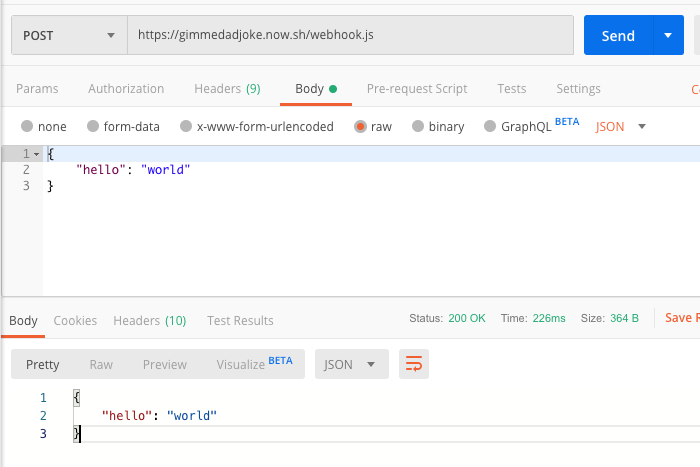 POST https://gimmedadjoke.now.sh/webhook.js Send
Params Authorization Headers (9) Body Pre-request Script Tests Settings
none form-data x-www-form-urlencoded raw binary GraphQL BETA JSON
1 {
2 "hello": "world"
3 }
Body Cookies Headers (10) Test Results Status: 200 OK Time: 226ms Size: 364 B Save
Pretty Raw Preview Visualize BETA JSON
1 {
2 "hello": "world"
3 }